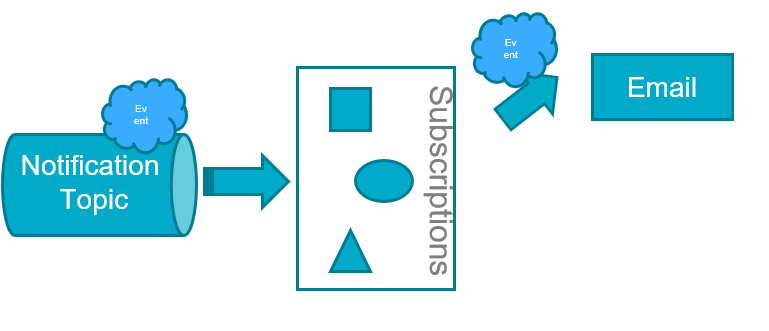 Ev
ent
Notification
Topic
Subscriptions
Ev
ent
Email